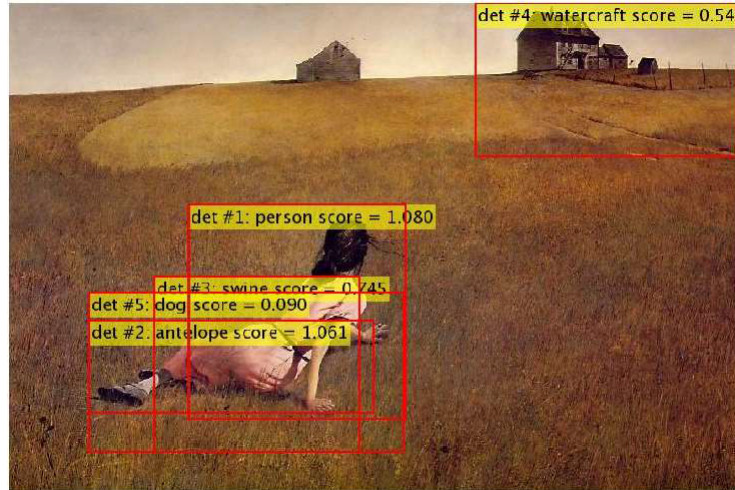 det #4: watercraft score = 0.54
det #1: person score = 1.080
det #3: swine score = 0.745
det #5: dog score = 0.090
det #2: antelope score = 1.061